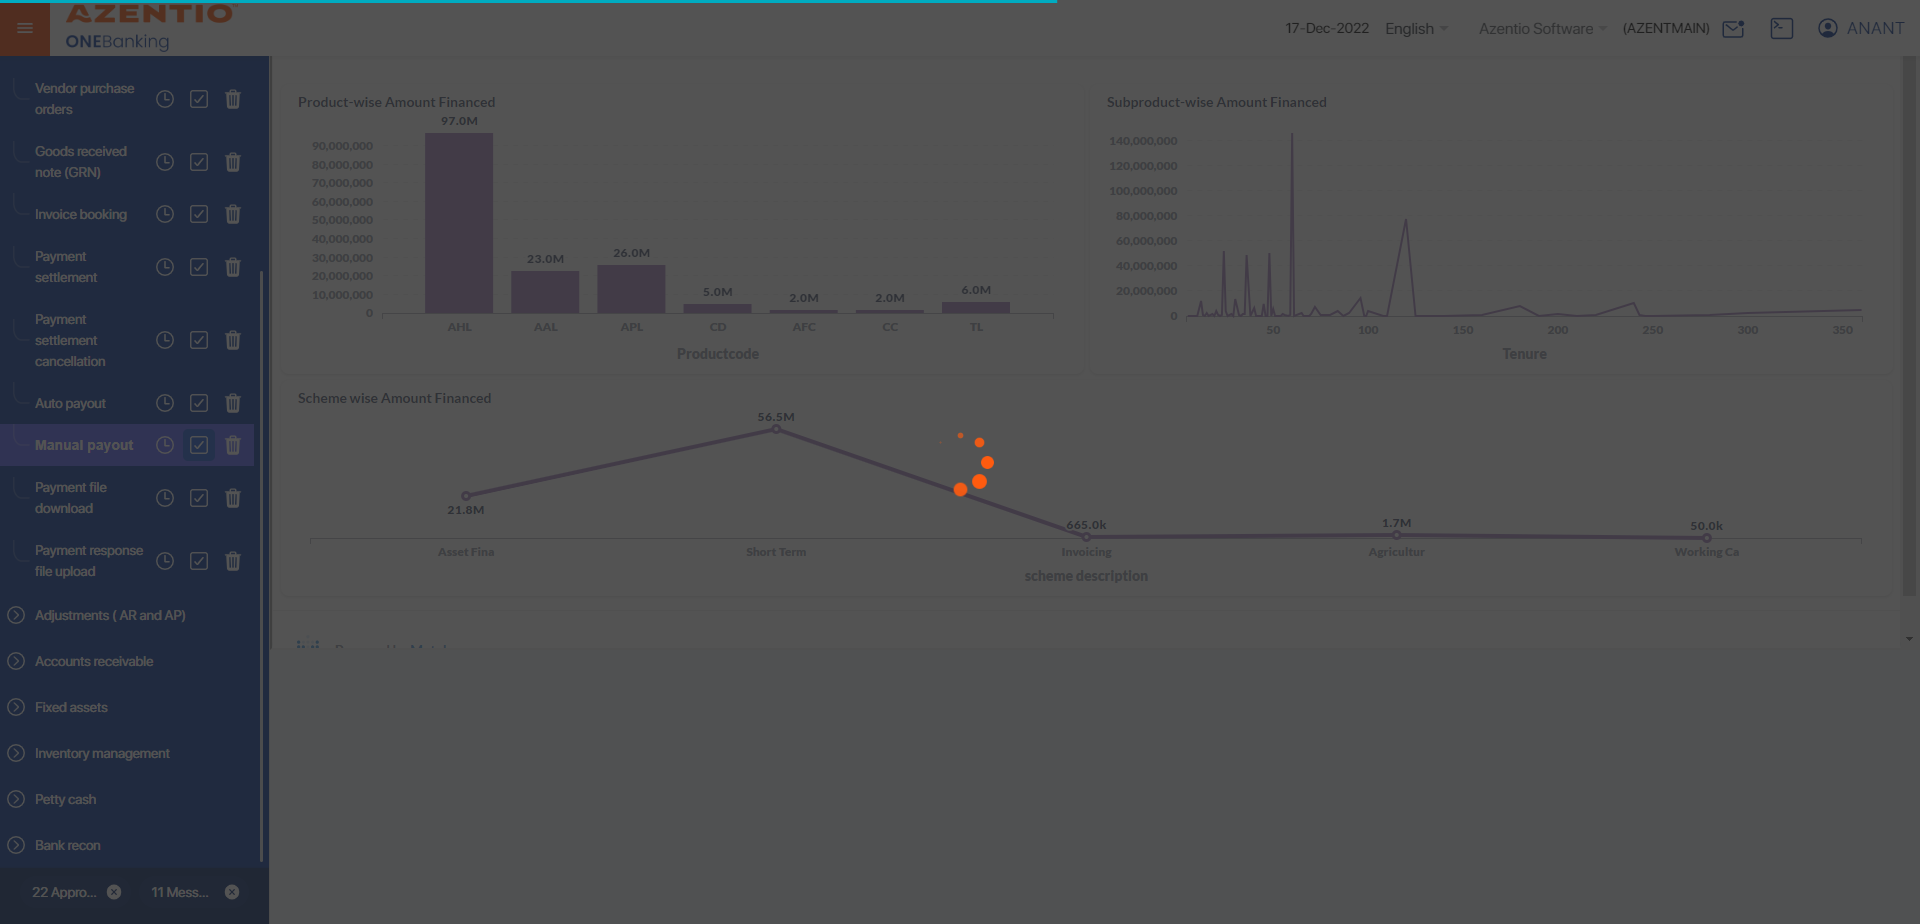 AZENTIO
ONEBanking
17-Dec-2022
English
Azentio Software
(AZENTMAIN)
ANANT
Vendor purchase
orders
Goods received
note (GRN)
Invoice booking
Payment
settlement
Payment
settlement
cancellation
Auto payout
Manual payout
Payment file
download
Payment response
file upload
Adjustments ( AR and AP)
Accounts receivable
Fixed assets
Inventory management
Petty cash
Bank recon
22 Appro...
11 Mess...
Product-wise Amount Financed
97.0M
90,000,000
80,000,000
70,000,000
60,000,000
50,000,000
40,000,000
30,000,000
20,000,000
10,000,000
0
23.0M
26.0M
5.0M
2.0M
2.0M
6.0M
AHL
AAL
APL
CD
AFC
CC
TL
Productcode
Subproduct-wise Amount Financed
140,000,000
120,000,000
100,000,000
80,000,000
60,000,000
40,000,000
20,000,000
0
50
100
150
200
250
300
350
Tenure
Scheme wise Amount Financed
56.5M
21.8M
665.0k
1.7M
50.0k
Asset Fina
Short Term
Invoicing
Agricultur
Working Ca
scheme description